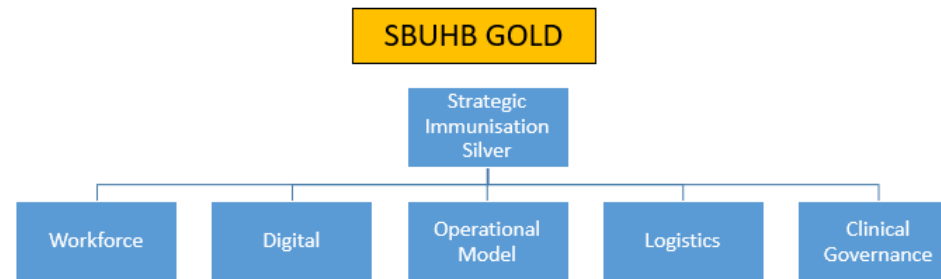 SBUHB GOLD
Strategic
Immunisation
Silver
Workforce
Digital
Operational
Model
Logistics
Clinical
Governance